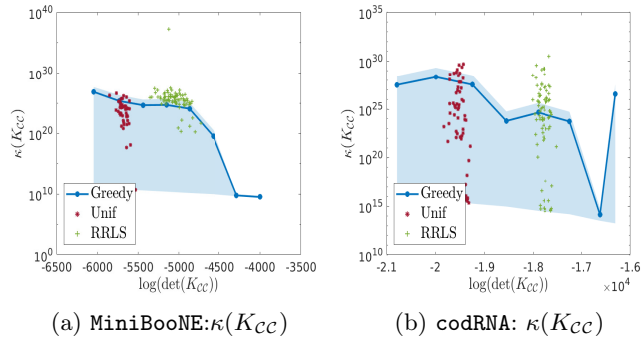 10^40
10^30
10^20
10^10
10^0
κ(K_CC)
Greedy
Unif
RRLS
-6500 -6000 -5500 -5000 -4500 -4000 -3500
log(det(K_CC))
(a) MiniBooNE:κ(K_CC)
10^35
10^30
10^25
10^20
10^15
10^10
κ(K_CC)
Greedy
Unif
RRLS
-2.1 -2 -1.9 -1.8 -1.7 -1.6
log(det(K_CC)) ×10^4
(b) codRNA: κ(K_CC)